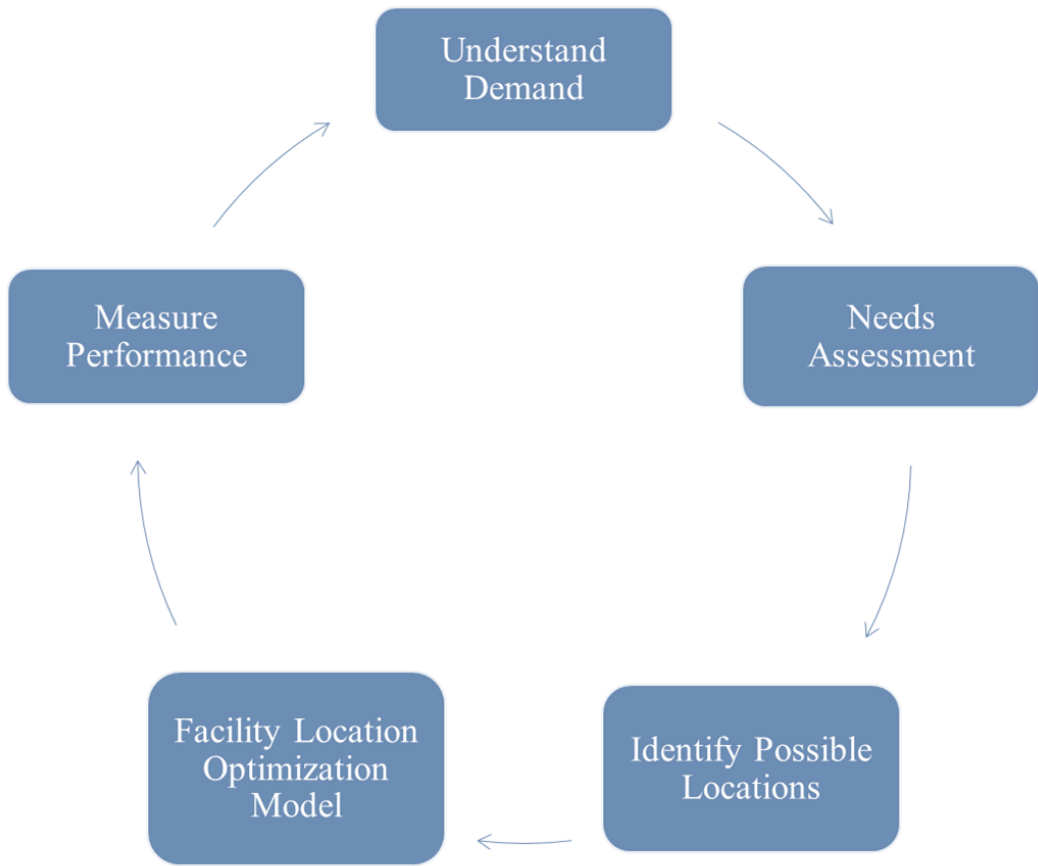 Understand
Demand
Needs
Assessment
Identify Possible
Locations
Facility Location
Optimization
Model
Measure
Performance